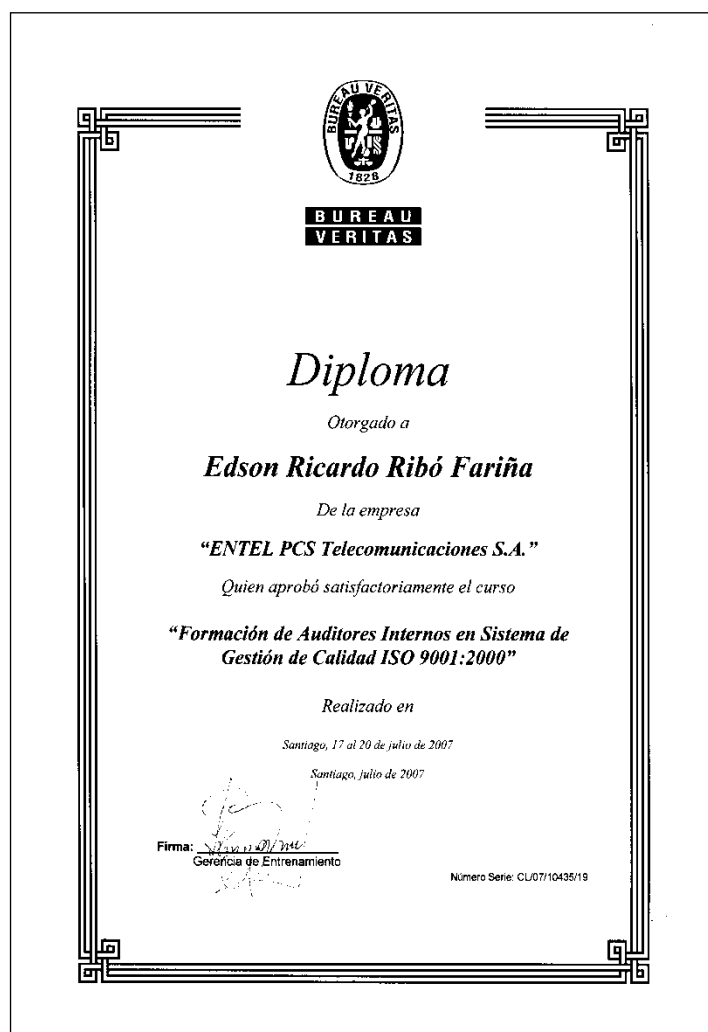 BUREAU VERITAS
1828
BUREAU
VERITAS
Diploma
Otorgado a
Edson Ricardo Ribó Fariña
De la empresa
“ENTEL PCS Telecomunicaciones S.A.”
Quien aprobó satisfactoriamente el curso
“Formación de Auditores Internos en Sistema de
Gestión de Calidad ISO 9001:2000”
Realizado en
Santiago, 17 al 20 de julio de 2007
Santiago, julio de 2007
Firma:
Gerencia de Entrenamiento
Número Serie: CL/07/10435/19